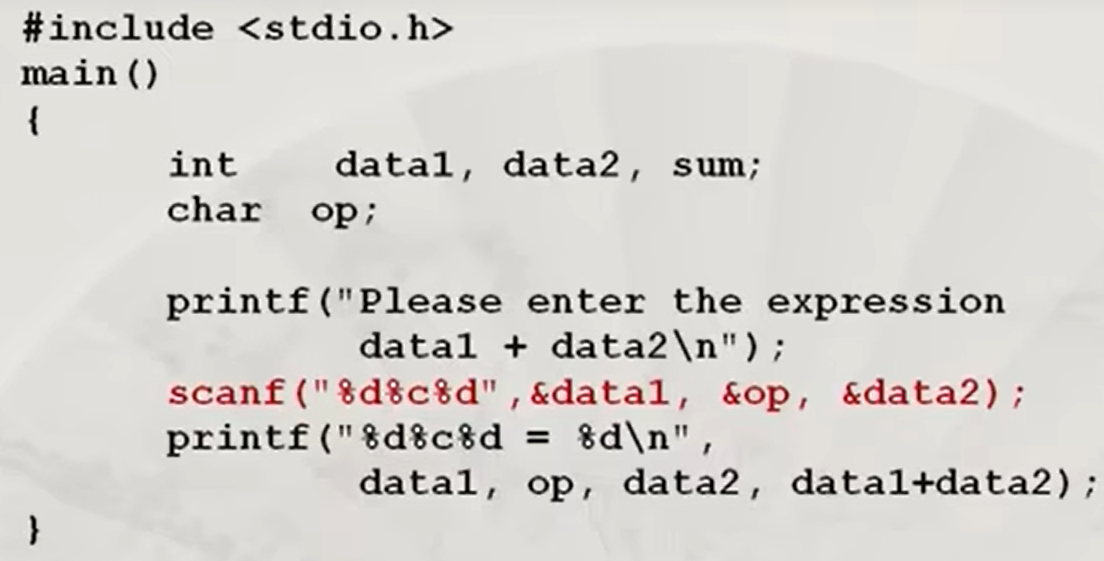 #include <stdio.h>
main()
{
int data1, data2, sum;
char op;
printf("Please enter the expression
data1 + data2\n");
scanf("%d%c%d",&data1, &op, &data2);
printf("%d%c%d = %d\n",
data1, op, data2, data1+data2);
}